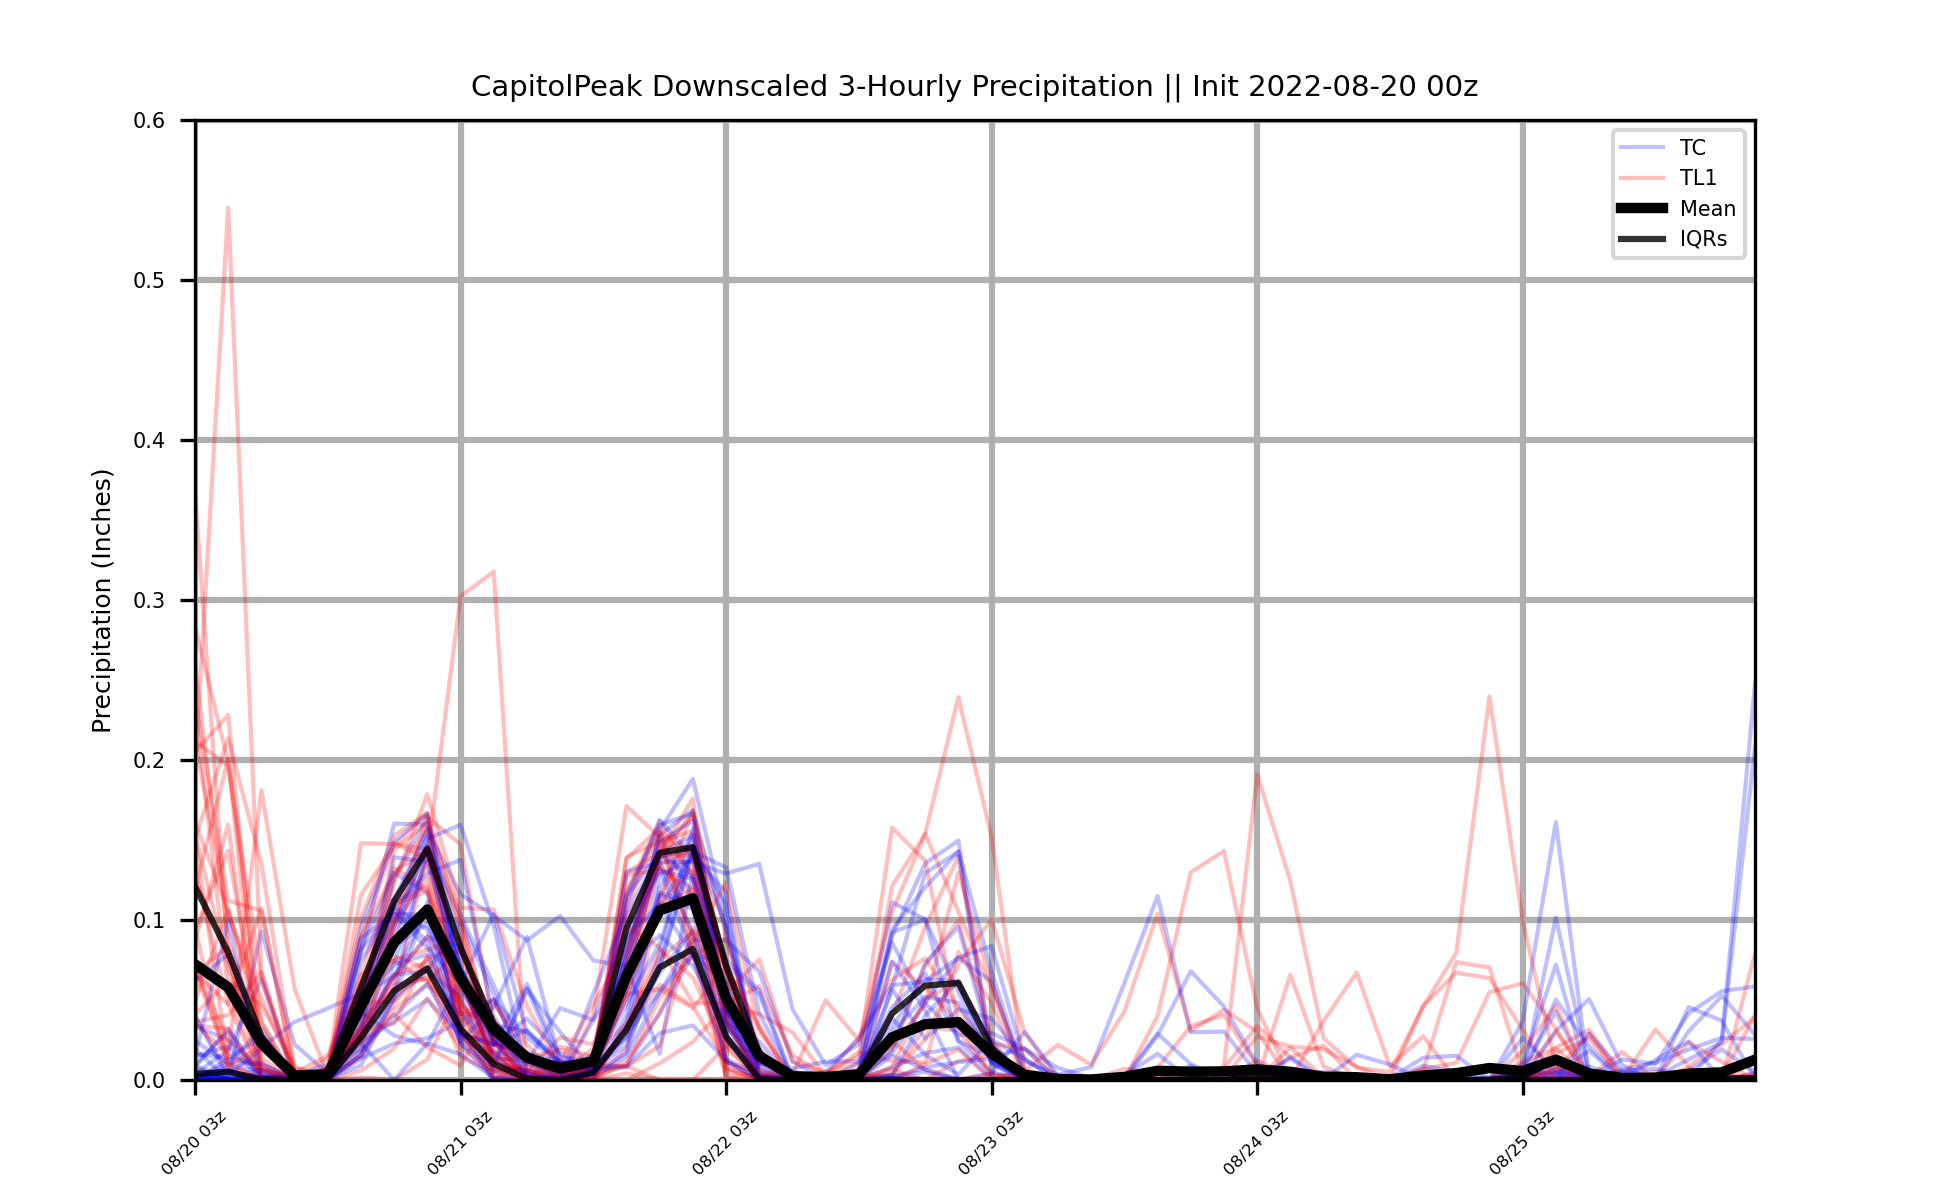 CapitolPeak Downscaled 3-Hourly Precipitation || Init 2022-08-20 00z
Precipitation (Inches)
0.6
0.5
0.4
0.3
0.2
0.1
0.0
TC
TL1
Mean
IQRs
08/20 03z
08/21 03z
08/22 03z
08/23 03z
08/24 03z
08/25 03z